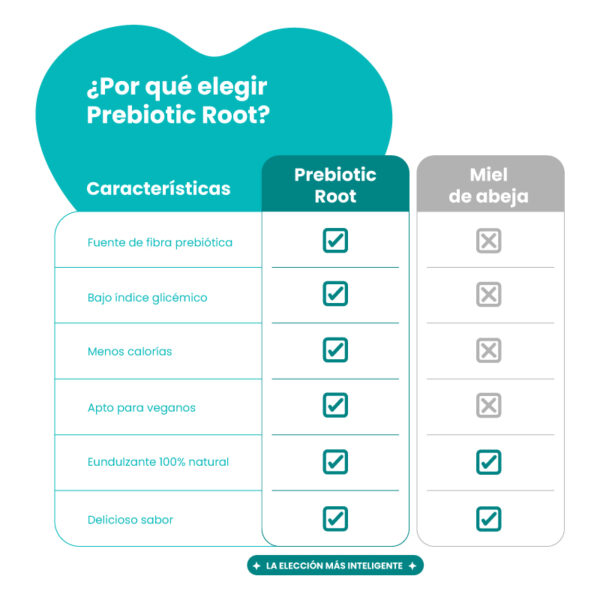 ¿Por qué elegir
Prebiotic Root?
Características
Prebiotic
Root
Miel
de abeja
Fuente de fibra prebiótica
Bajo índice glicémico
Menos calorías
Apto para veganos
Eundulzante 100% natural
Delicioso sabor
LA ELECCIÓN MÁS INTELIGENTE